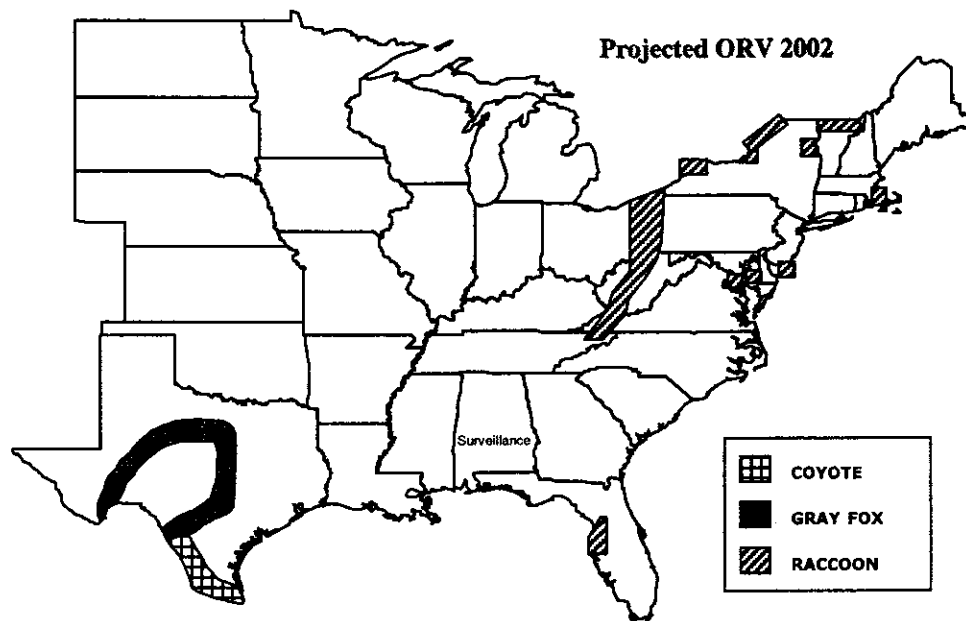 Projected ORV 2002
Surveillance
COYOTE
GRAY FOX
RACCOON